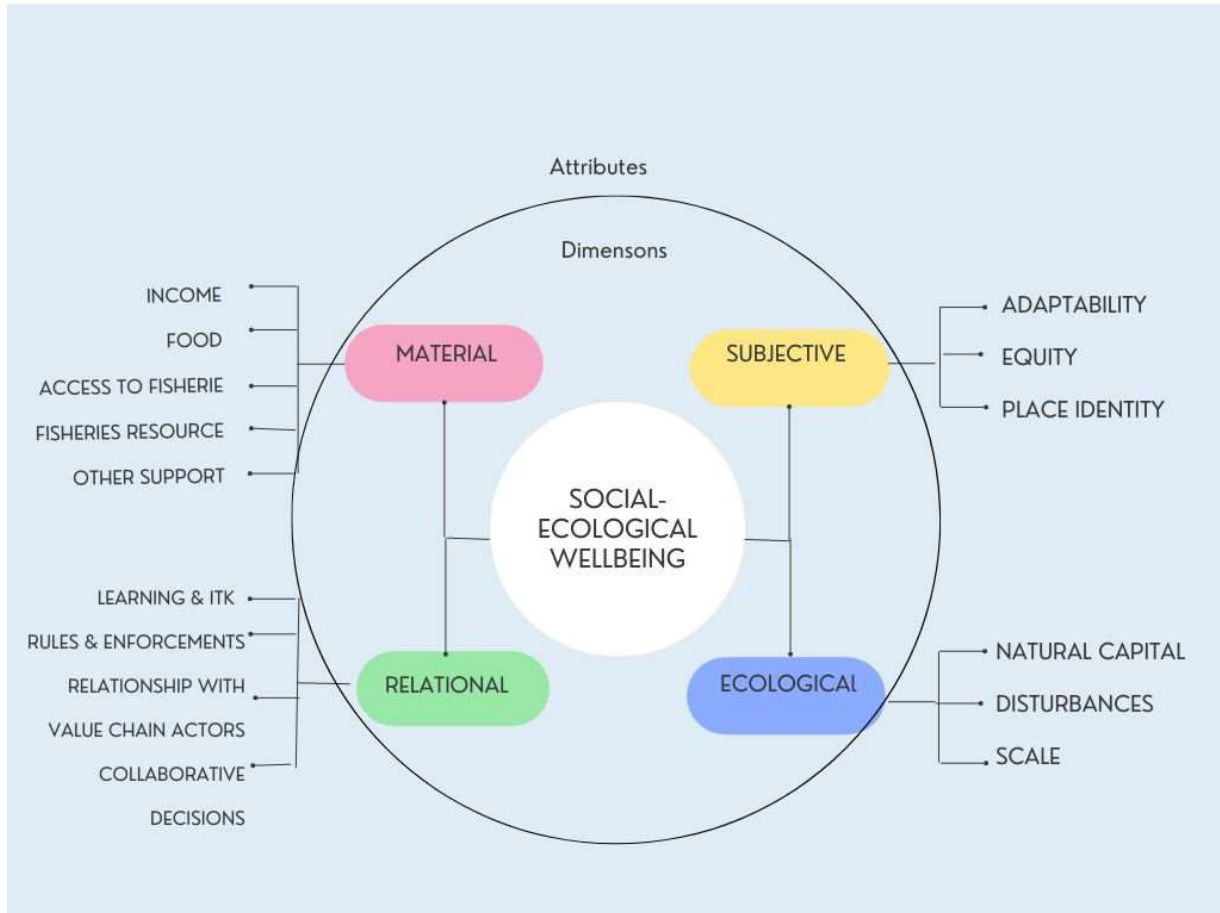 Attributes
Dimensons
INCOME
FOOD
ACCESS TO FISHERIE
FISHERIES RESOURCE
OTHER SUPPORT
MATERIAL
SUBJECTIVE
ADAPTABILITY
EQUITY
PLACE IDENTITY
SOCIAL-
ECOLOGICAL
WELLBEING
LEARNING & ITK
RULES & ENFORCEMENTS
RELATIONSHIP WITH
VALUE CHAIN ACTORS
COLLABORATIVE
DECISIONS
RELATIONAL
ECOLOGICAl
NATURAL CAPITAL
DISTURBANCES
SCALE